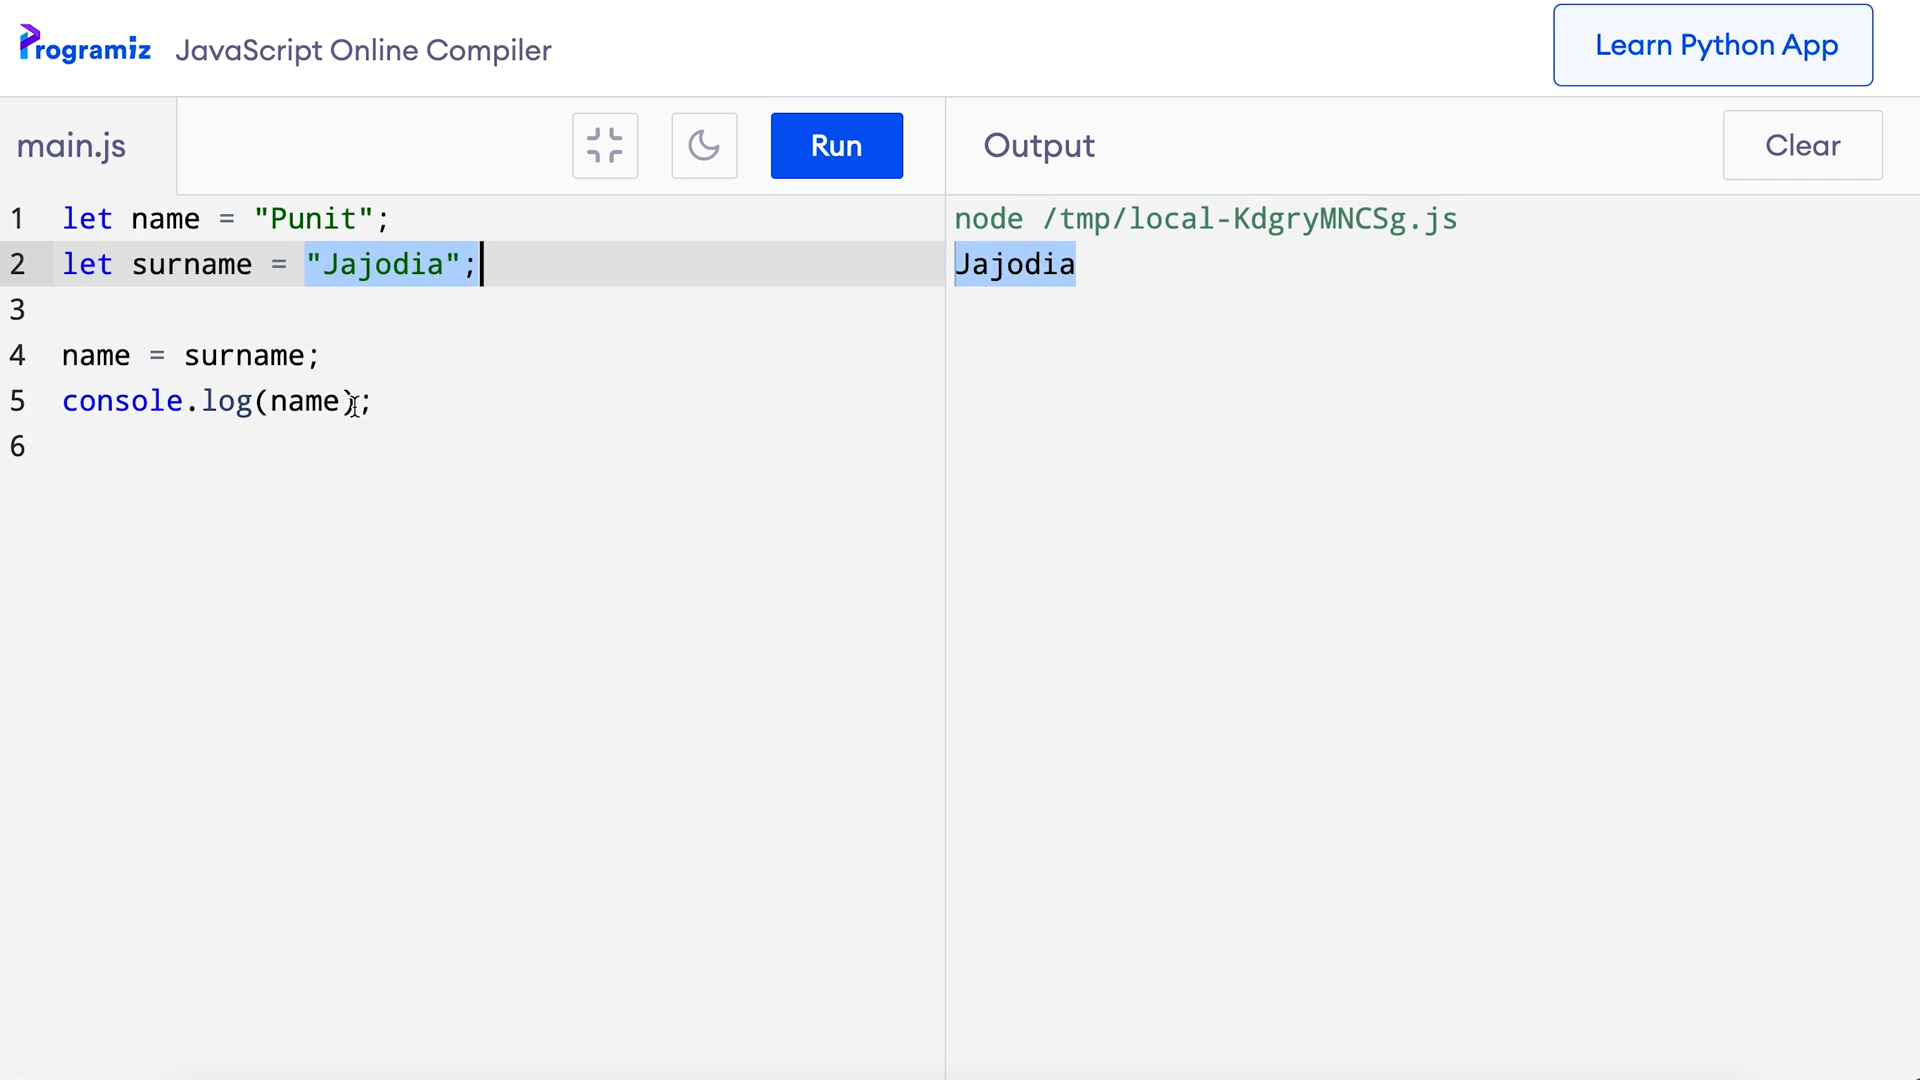 Programiz JavaScript Online Compiler Learn Python App
main.js Run Output Clear
1 let name = "Punit";
2 let surname = "Jajodia";
3
4 name = surname;
5 console.log(name);
6
node /tmp/local-KdgryMNCSg.js
Jajodia